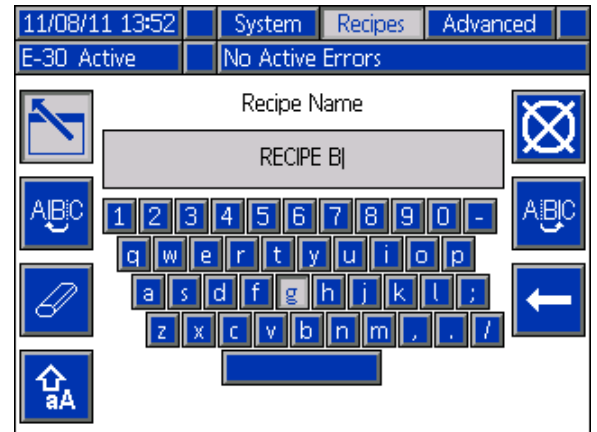 11/08/11 13:52 System Recipes Advanced
E-30 Active No Active Errors
Recipe Name
RECIPE B
ABC 1 2 3 4 5 6 7 8 9 0 - ABC
q w e r t y u i o p
a s d f g h j k l ;
z x c v b n m , . /
aA